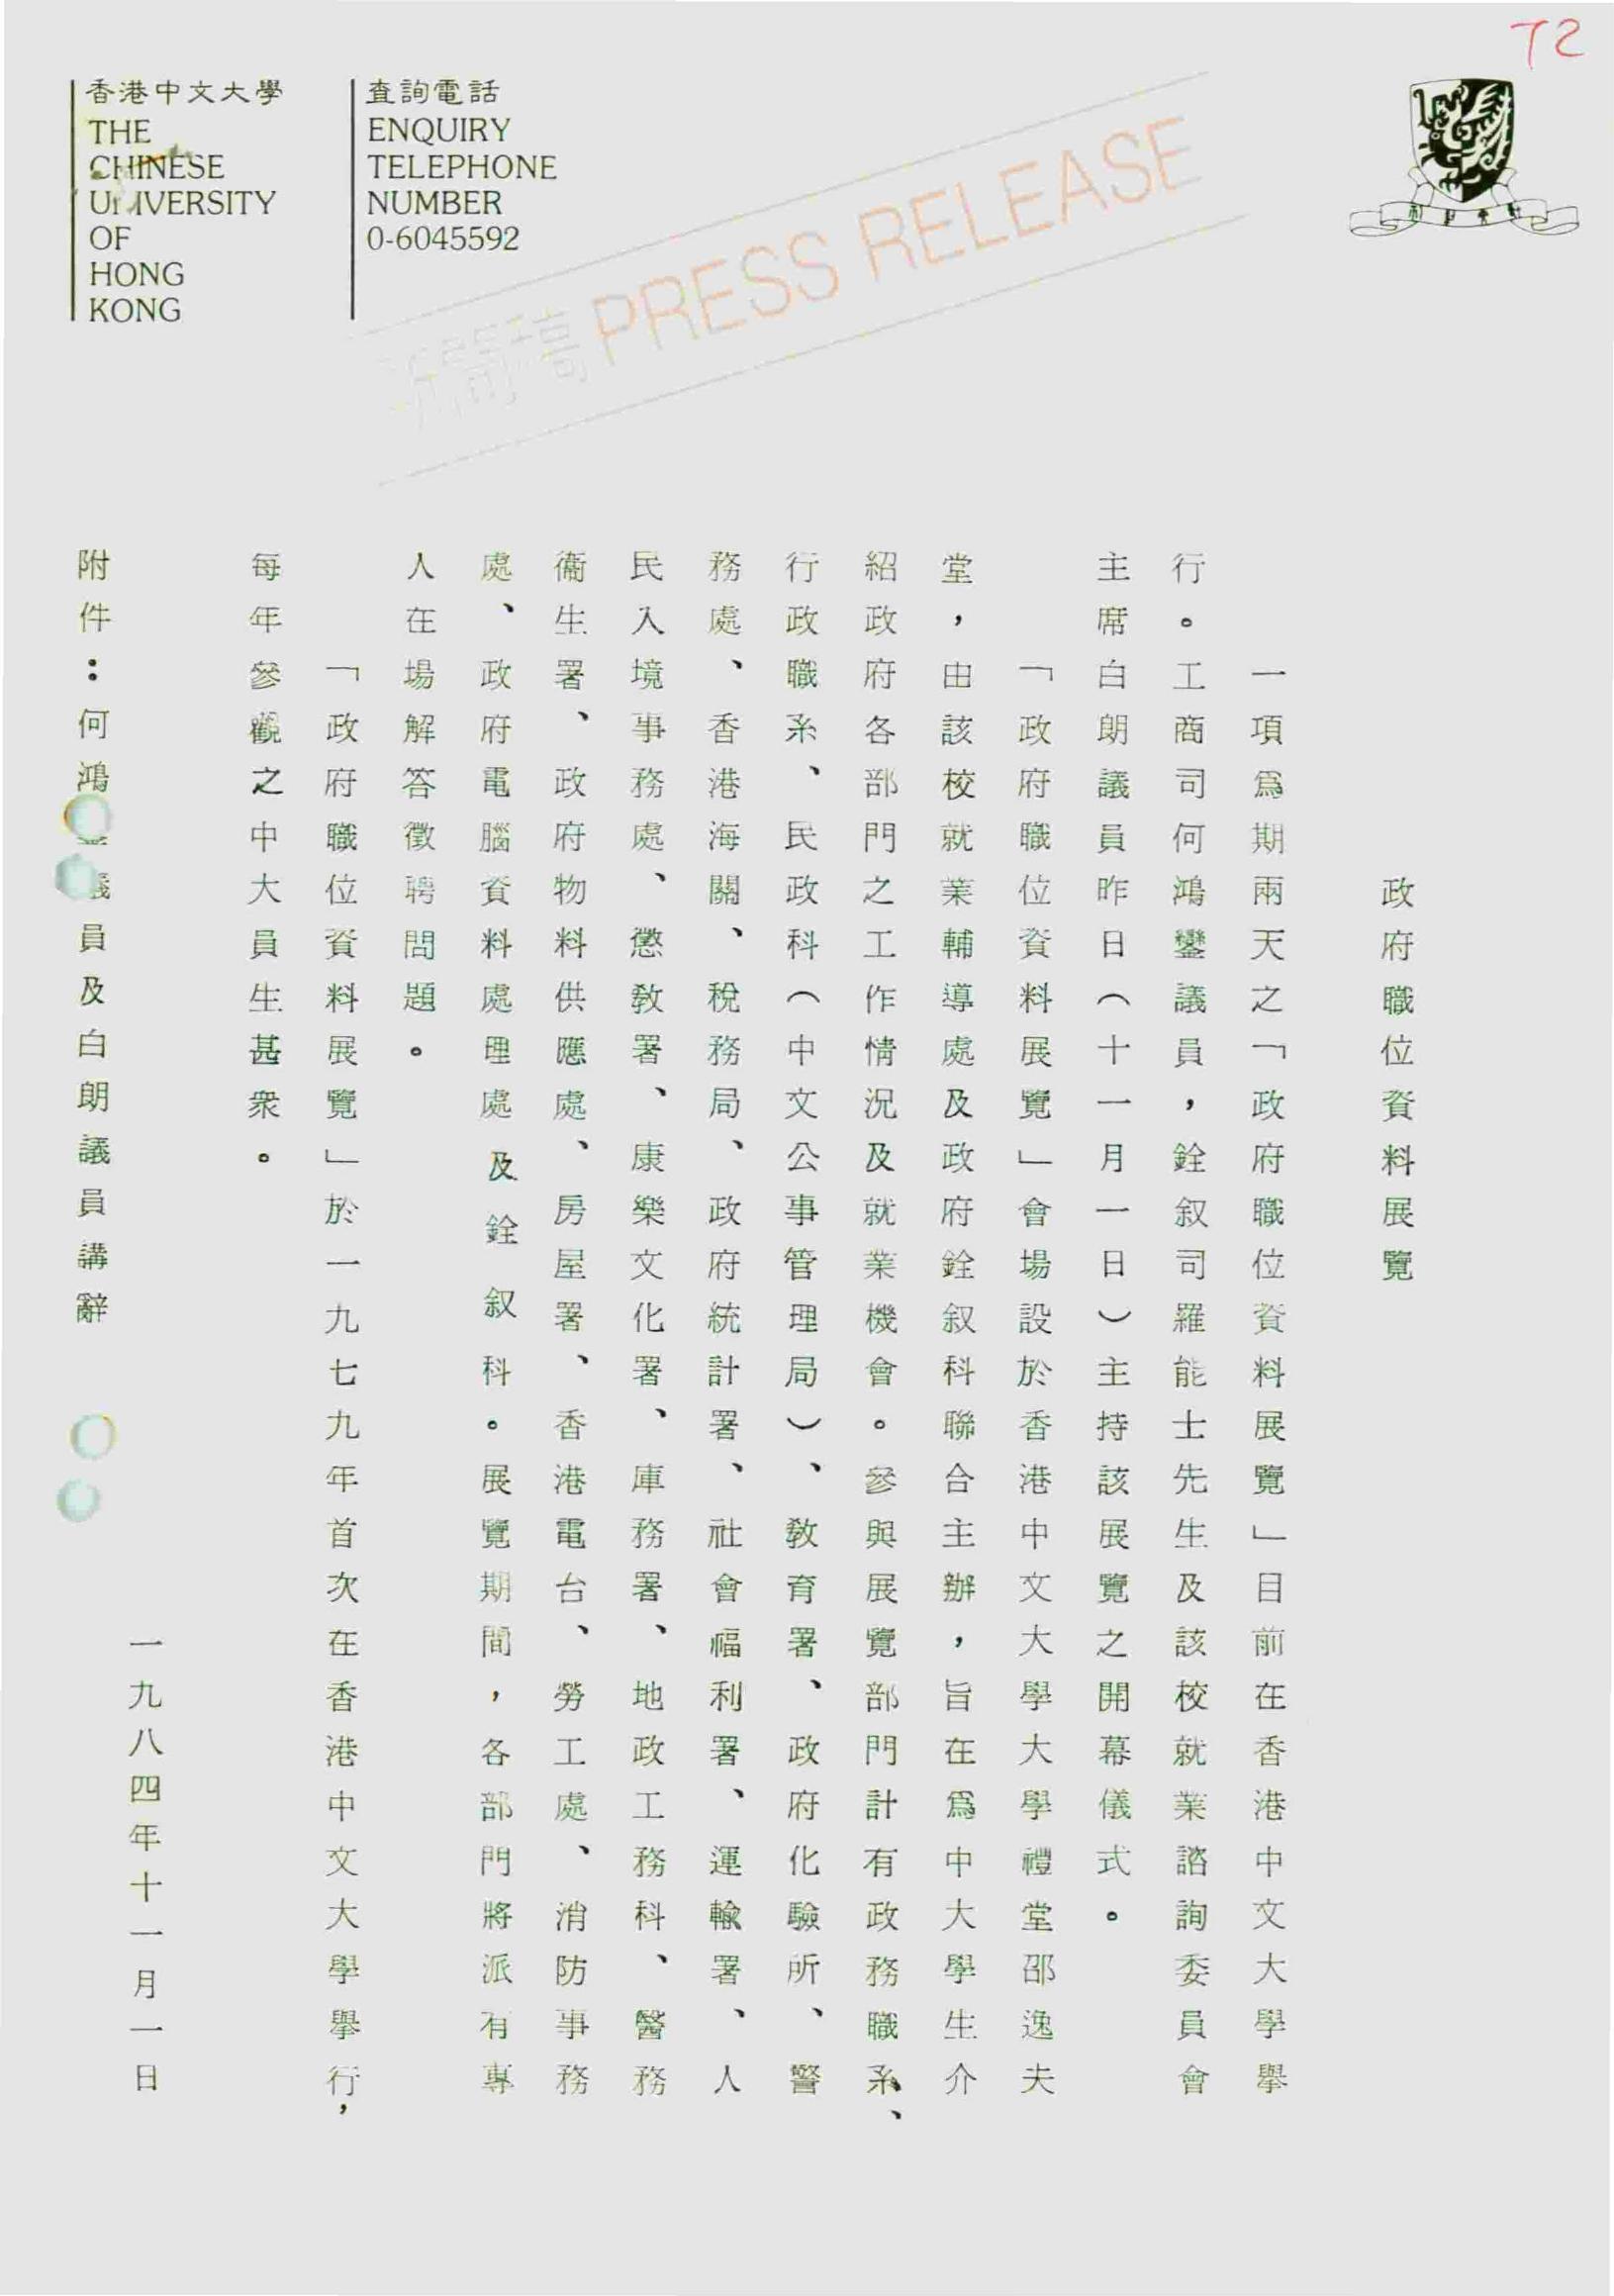 T2
香港中文大學
THE
CHINESE
UNIVERSITY
OF
HONG
KONG
查詢電話
ENQUIRY
TELEPHONE
NUMBER
0-6045592
新聞稿 PRESS RELEASE
政府職位資料展覽
一項爲期兩天之「政府職位資料展覽」目前在香港中文大學舉
行。工商司何鴻鑾議員，銓叙司羅能士先生及該校就業諮詢委員會
主席白朗議員昨日（十一月一日）主持該展覽之開幕儀式。
「政府職位資料展覽」會場設於香港中文大學大學禮堂邵逸夫
堂，由該校就業輔導處及政府銓叙科聯合主辦，旨在爲中大學生介
紹政府各部門之工作情況及就業機會。參與展覽部門計有政務職系、
行政職系、民政科（中文公事管理局）、敎育署、政府化驗所、警
務處、香港海關、稅務局、政府統計署、社會福利署、運輸署、人
民入境事務處、懲敎署、康樂文化署、庫務署、地政工務科、醫務
衞生署、政府物料供應處、房屋署、香港電台、勞工處、消防事務
處、政府電腦資料處理處及銓叙科。展覽期間，各部門將派有專
人在場解答徵聘問題。
「政府職位資料展覽」於一九七九年首次在香港中文大學舉行，
每年參觀之中大員生甚衆。
一九八四年十一月一日
附件：何鴻議員及白朗議員講辭